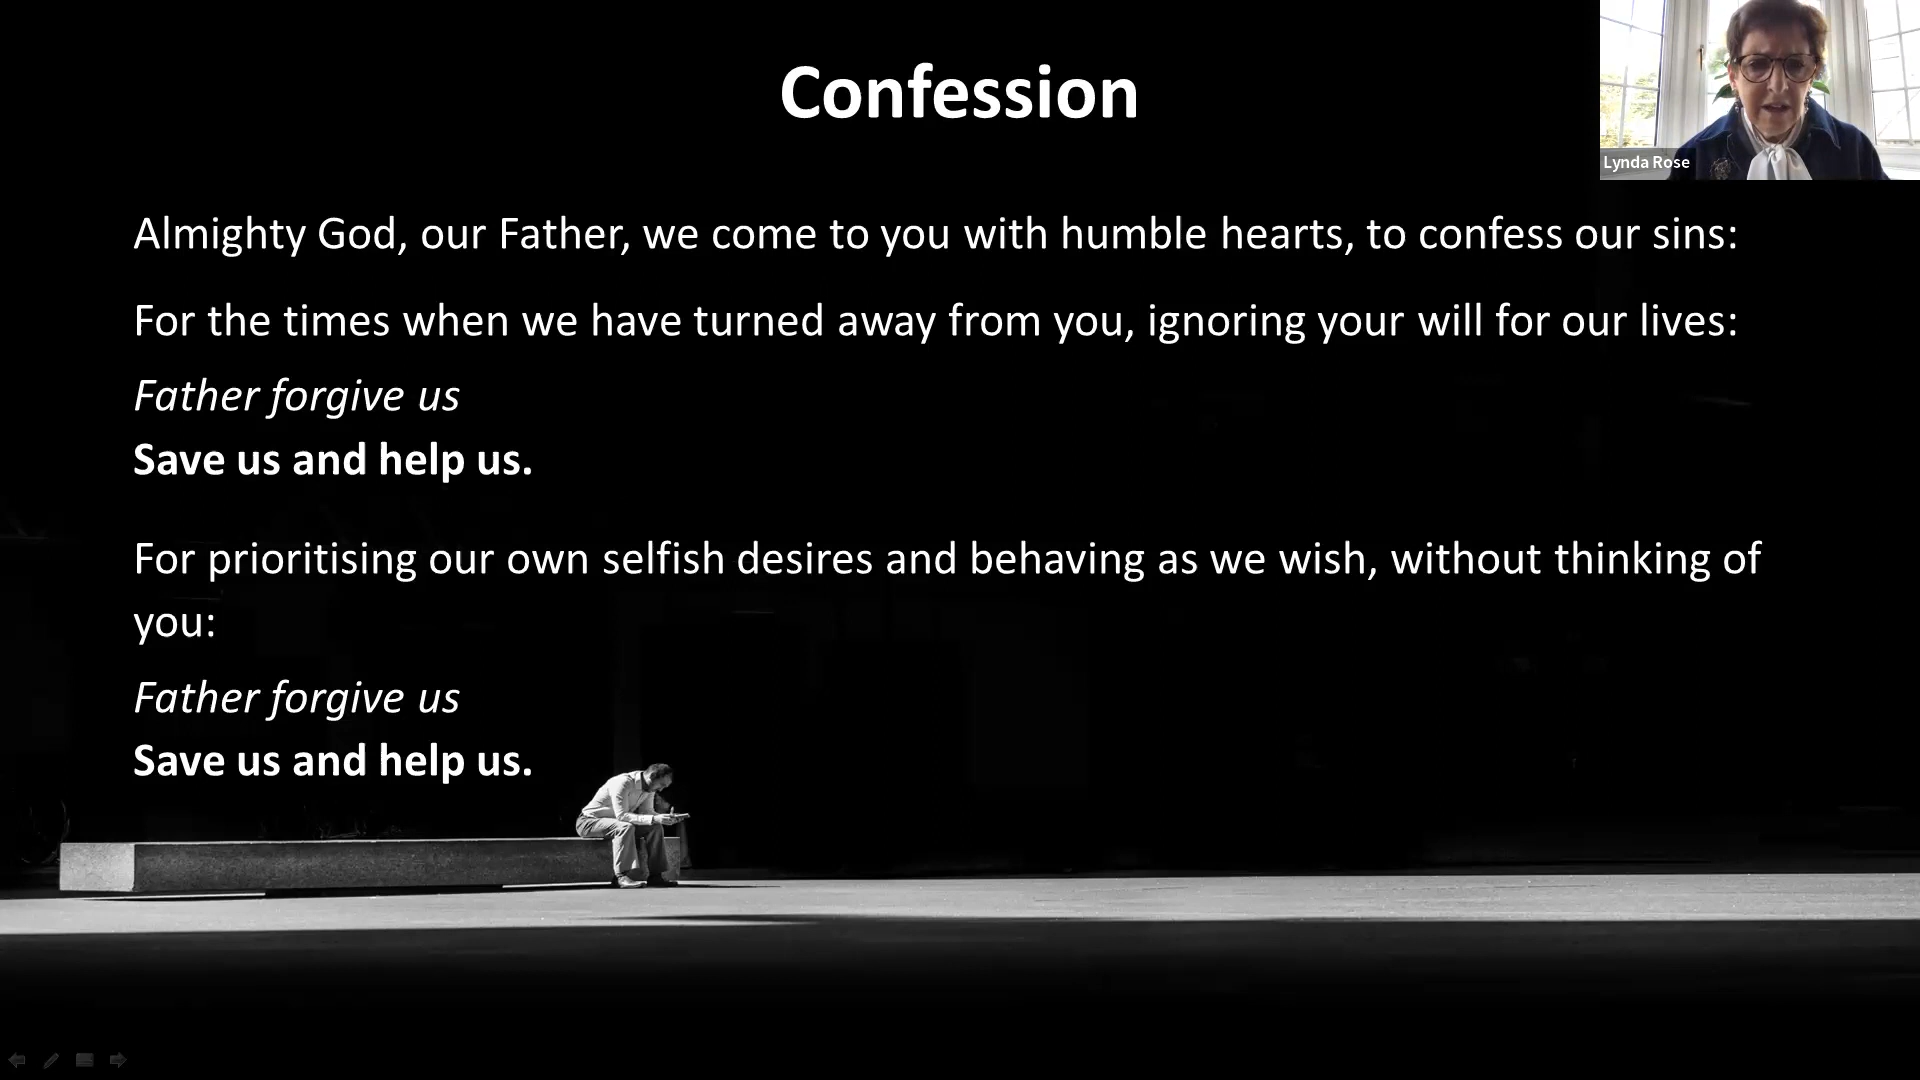 Confession
Lynda Rose
Almighty God, our Father, we come to you with humble hearts, to confess our sins:
For the times when we have turned away from you, ignoring your will for our lives:
Father forgive us
Save us and help us.
For prioritising our own selfish desires and behaving as we wish, without thinking of
you:
Father forgive us
Save us and help us.